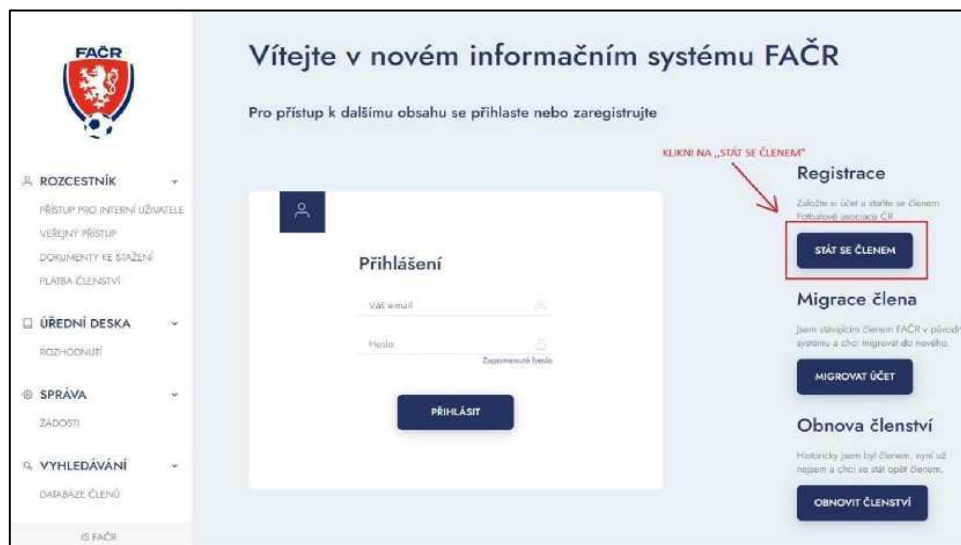 FAČR
Vítejte v novém informačním systému FAČR
Pro přístup k dalšímu obsahu se přihlaste nebo zaregistrujte
ROZCESTNÍK
PŘÍSTUP PRO INTERNÍ UŽIVATELE
VEŘEJNÝ PŘÍSTUP
DOKUMENTY KE STAŽENÍ
PLATBA ČLENSTVÍ
ÚŘEDNÍ DESKA
ROZHODNUTÍ
SPRÁVA
ŽÁDOSTI
VYHLEDÁVÁNÍ
DATABÁZE ČLENŮ
IS FAČR
Přihlášení
Váš e-mail
Heslo
Zapomenuté heslo
PŘIHLÁSIT
KLIKNI NA ,,STÁT SE ČLENEM"
Registrace
Založte si účet a staňte se členem
Fotbalové asociace ČR
STÁT SE ČLENEM
Migrace člena
Jsem stávajícím členem FAČR v původn
systému a chci migrovat do nového.
MIGROVAT ÚČET
Obnova členství
Historicky jsem byl členem, nyní už
nejsem a chci se stát opět členem.
OBNOVIT ČLENSTVÍ